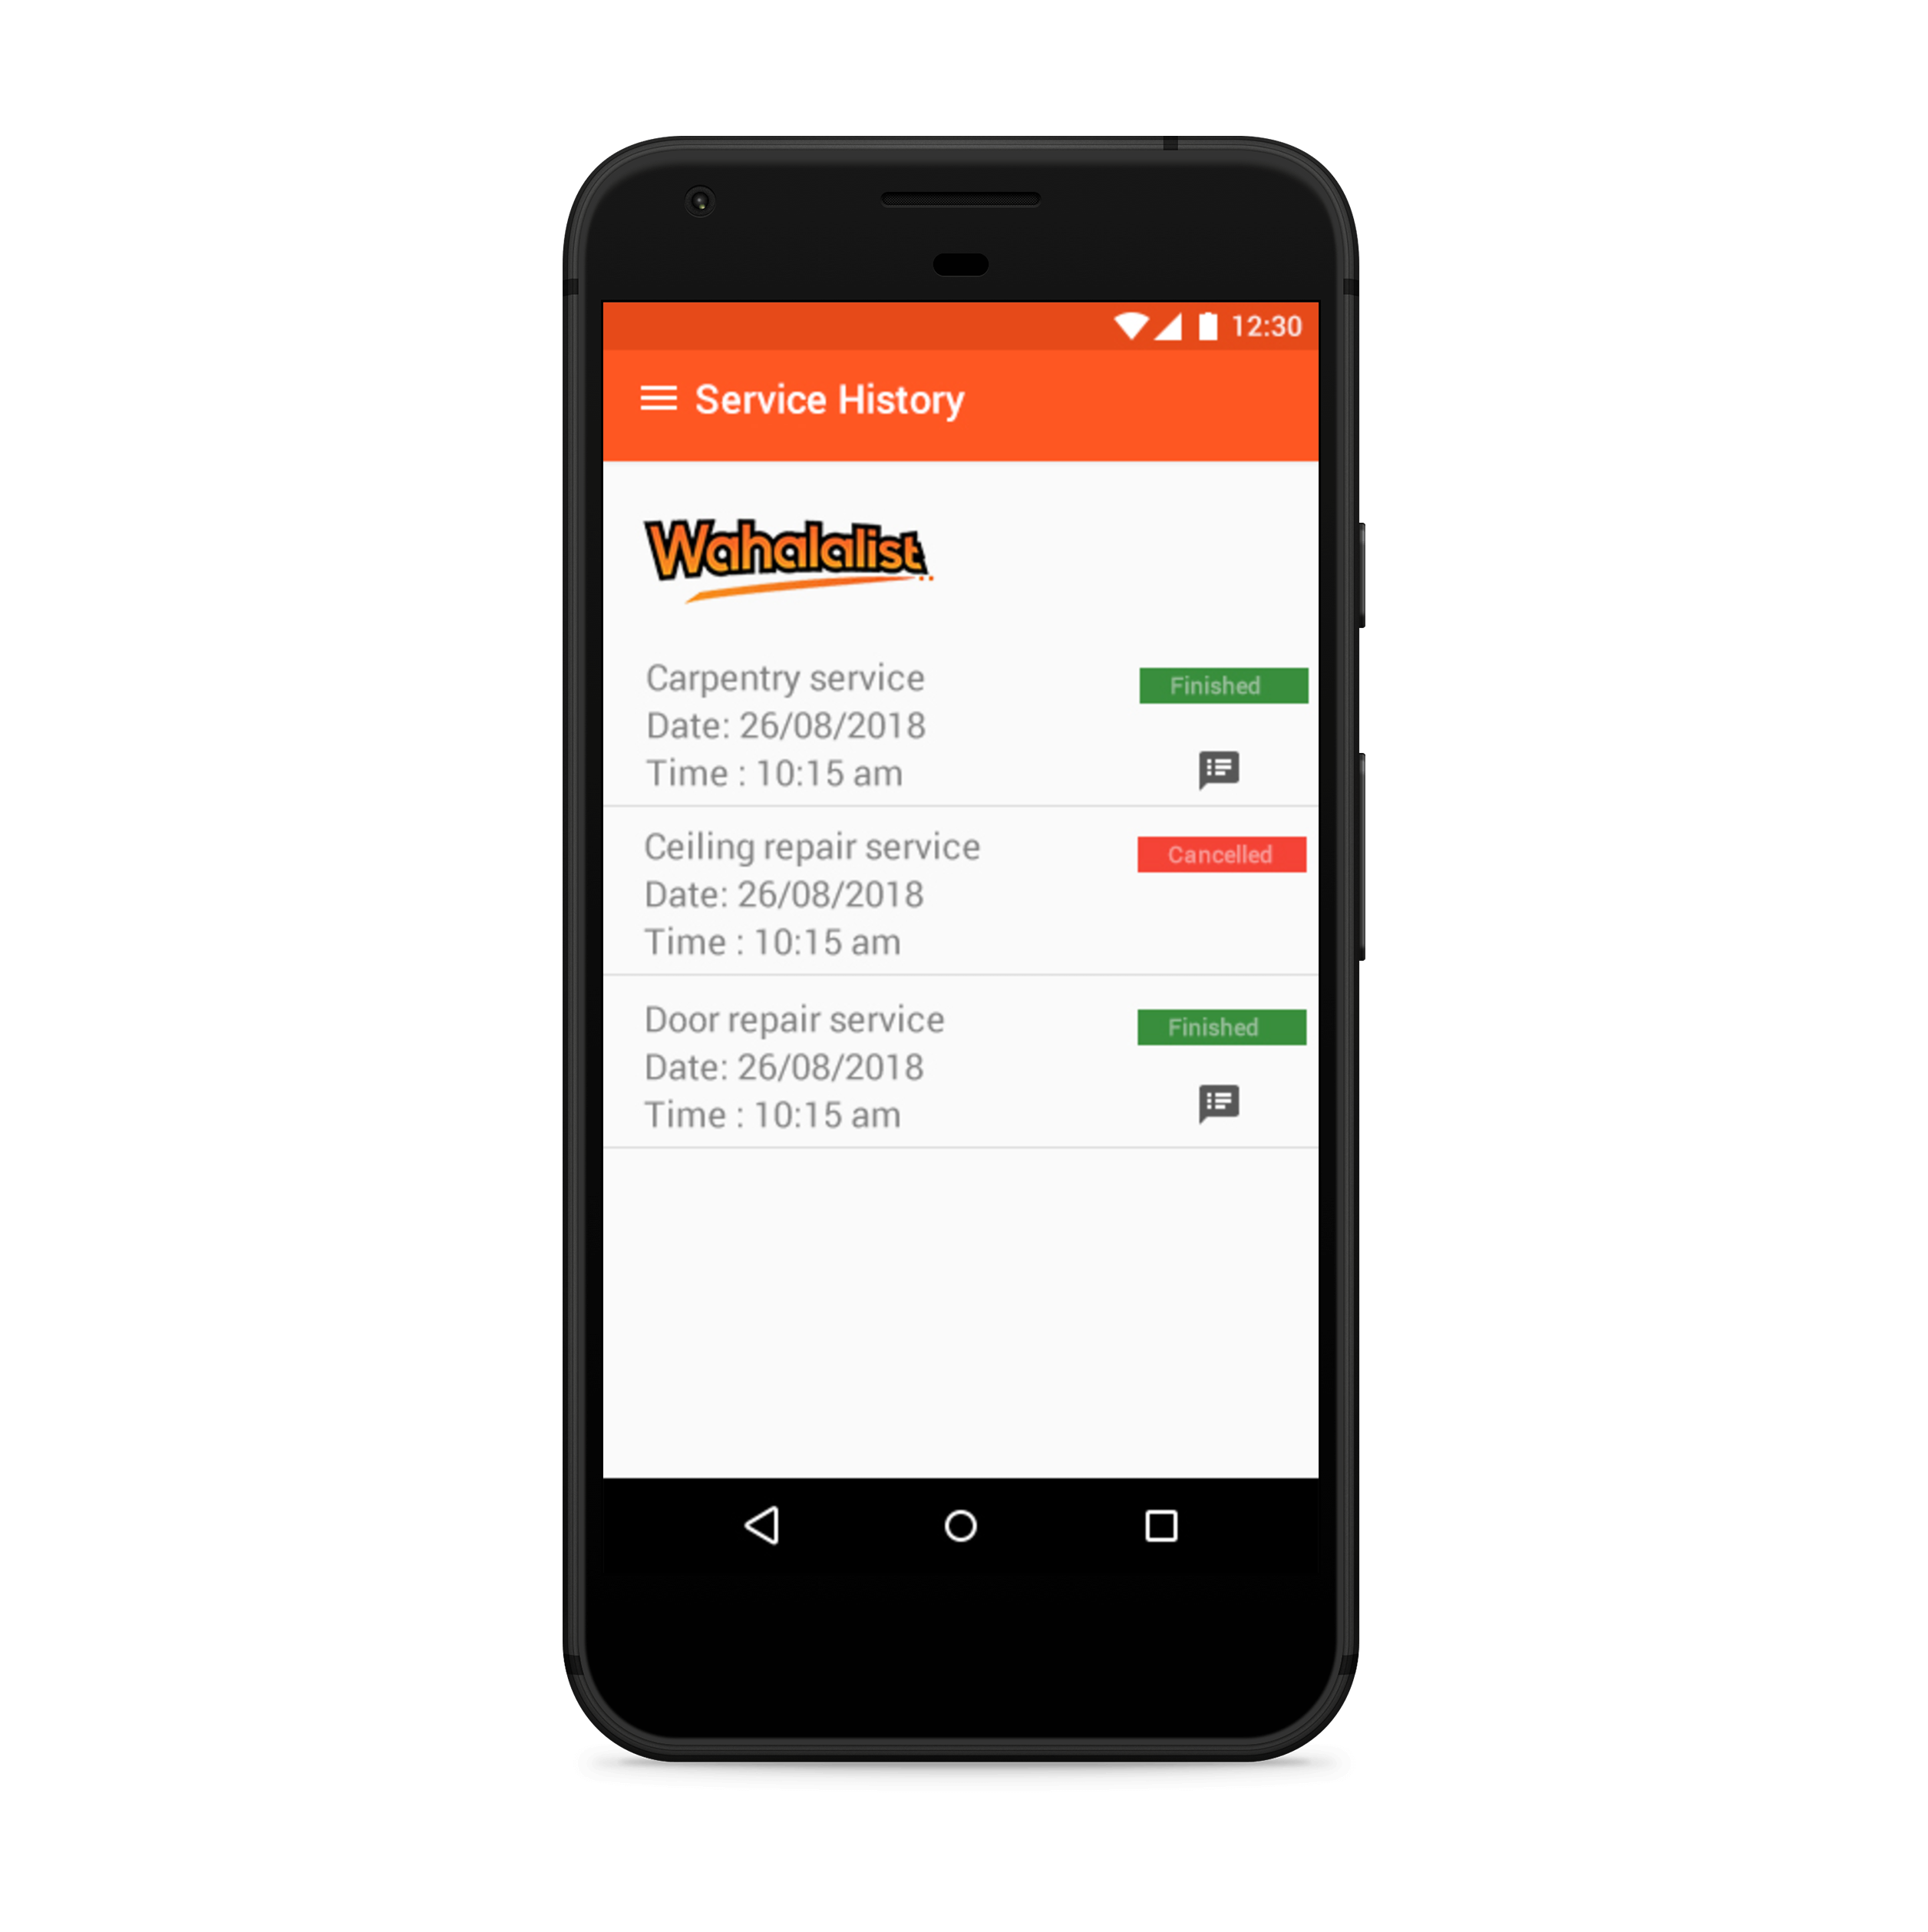 12:30
Service History
Wahalalist
Carpentry service
Finished
Date: 26/08/2018
Time : 10:15 am
Ceiling repair service
Cancelled
Date: 26/08/2018
Time : 10:15 am
Door repair service
Finished
Date: 26/08/2018
Time : 10:15 am